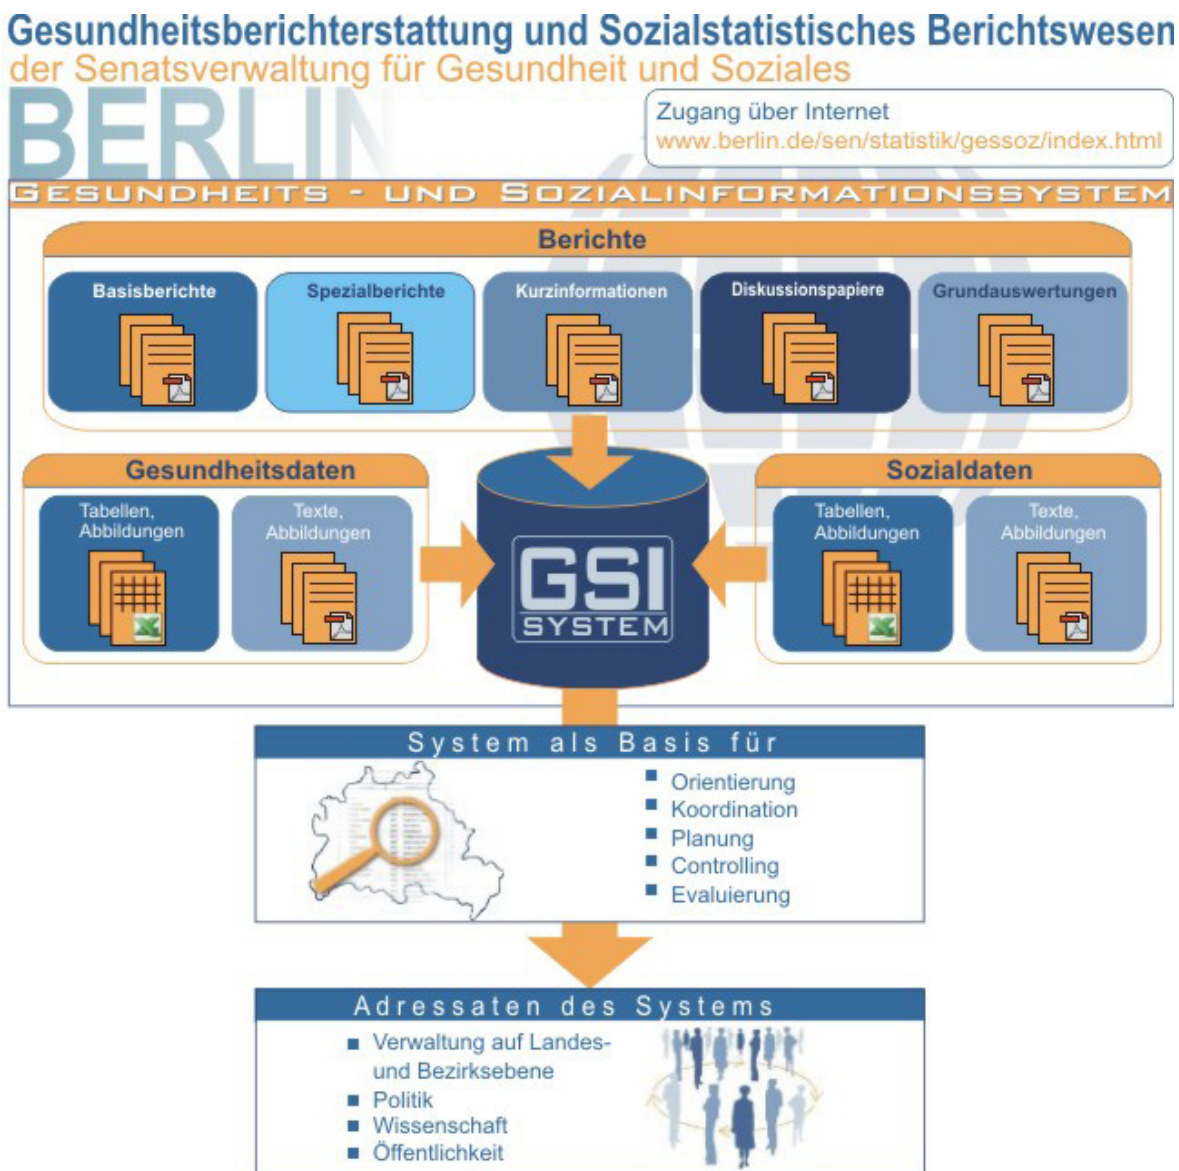 Gesundheitsberichterstattung und Sozialstatistisches Berichtswesen
der Senatsverwaltung für Gesundheit und Soziales
BERLIN
Zugang über Internet
www.berlin.de/sen/statistik/gessoz/index.html
GESUNDHEITS - UND SOZIALINFORMATIONSSYSTEM
Berichte
Basisberichte
Spezialberichte
Kurzinformationen
Diskussionspapiere
Grundauswertungen
Gesundheitsdaten
Tabellen,
Abbildungen
Texte,
Abbildungen
GSI
SYSTEM
Sozialdaten
Tabellen,
Abbildungen
Texte,
Abbildungen
System als Basis für
Orientierung
Koordination
Planung
Controlling
Evaluierung
Adressaten des Systems
Verwaltung auf Landes-
und Bezirksebene
Politik
Wissenschaft
Öffentlichkeit